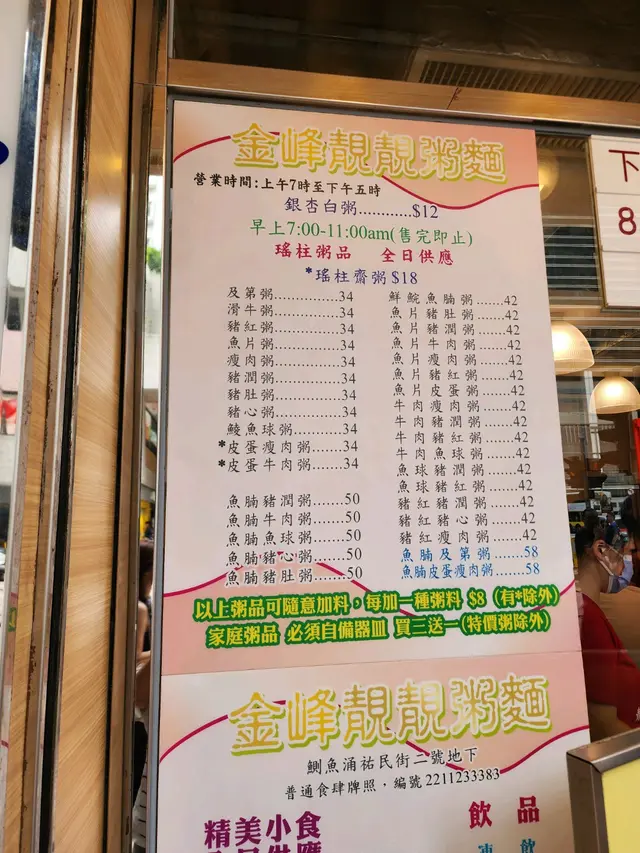 金峰靚靚粥麵
營業時間:上午7時至下午五時
銀杏白粥............$12
早上7:00-11:00am(售完即止)
瑤柱粥品 全日供應
*瑤柱齋粥$18
及第粥...............34
滑牛粥...............34
豬紅粥...............34
魚片粥...............34
瘦肉粥...............34
豬潤粥...............34
豬肚粥...............34
豬心粥...............34
鯪魚球粥...........34
*皮蛋瘦肉粥.......34
*皮蛋牛肉粥.......34
魚腩豬潤粥.......50
魚腩牛肉粥.......50
魚腩魚球粥.......50
魚腩豬心粥.......50
魚腩豬肚粥.......50
鮮鯇魚腩粥.......42
魚片豬肚粥.......42
魚片豬潤粥.......42
魚片牛肉粥.......42
魚片瘦肉粥.......42
魚片豬紅粥.......42
魚片皮蛋粥.......42
牛肉瘦肉粥.......42
牛肉豬潤粥.......42
牛肉豬紅粥.......42
牛肉魚球粥.......42
魚球豬潤粥.......42
魚球豬紅粥.......42
豬紅豬潤粥.......42
豬紅豬心粥.......42
豬紅瘦肉粥.......42
魚腩及第粥.......58
魚腩皮蛋瘦肉粥.......58
以上粥品可隨意加料,每加一種粥料 $8 (有*除外)
家庭粥品 必須自備器皿 買三送一(特價粥除外)
金峰靚靚粥麵
鰂魚涌祐民街二號地下
普通食肆牌照·編號 2211233383
精美小食
飲品
凍 飲
下
8